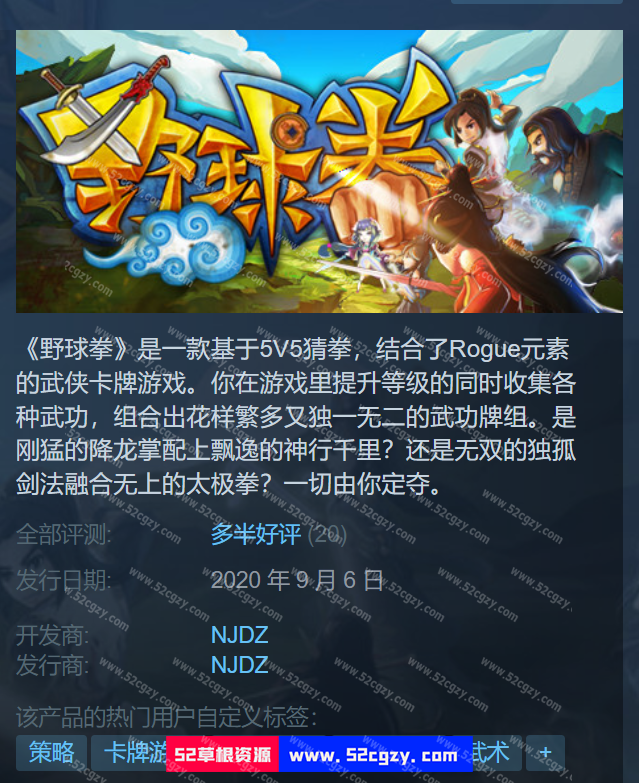 野球拳
《野球拳》是一款基于5V5猜拳，结合了Rogue元素
的武侠卡牌游戏。你在游戏里提升等级的同时收集各
种武功，组合出花样繁多又独一无二的武功牌组。是
刚猛的降龙掌配上飘逸的神行千里？还是无双的独孤
剑法融合无上的太极拳？一切由你定夺。
全部评测: 多半好评 (20)
发行日期: 2020 年 9 月 6 日
开发商: NJDZ
发行商: NJDZ
该产品的热门用户自定义标签:
策略 卡牌游 武术 +
52草根资源 www.52cgzy.com
www.52cgzy.com